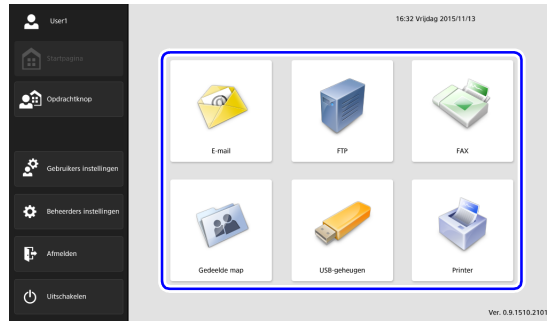 User1
16:32 Vrijdag 2015/11/13
Startpagina
Opdrachtknop
Gebruikers instellingen
Beheerders instellingen
Afmelden
Uitschakelen
E-mail
FTP
FAX
Gedeelde map
USB-geheugen
Printer
Ver. 0.9.1510.2101